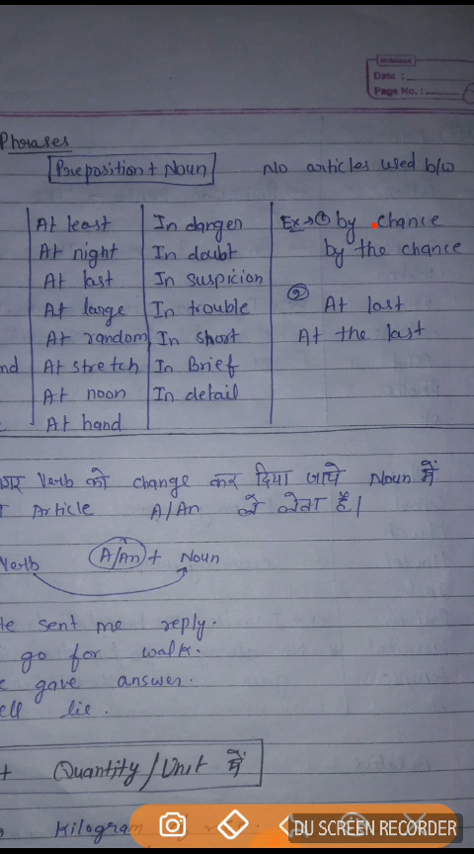 Notebook
Date :
Page No. :
Phrases
Preposition + Noun No articles used b/w
At least In danger Ex → ① by chance
At night In doubt by the chance
At last In suspicion
At large In trouble ② At last
At random In short At the last
At stretch In Brief
At noon In detail
At hand
Verb को change कर दिया जाये Noun में
Article A/An ले लेता है।
Verb A/An + Noun
sent me reply.
go for walk.
gave answer.
lie.
+ Quantity/Unit में
Kilogram
DU SCREEN RECORDER